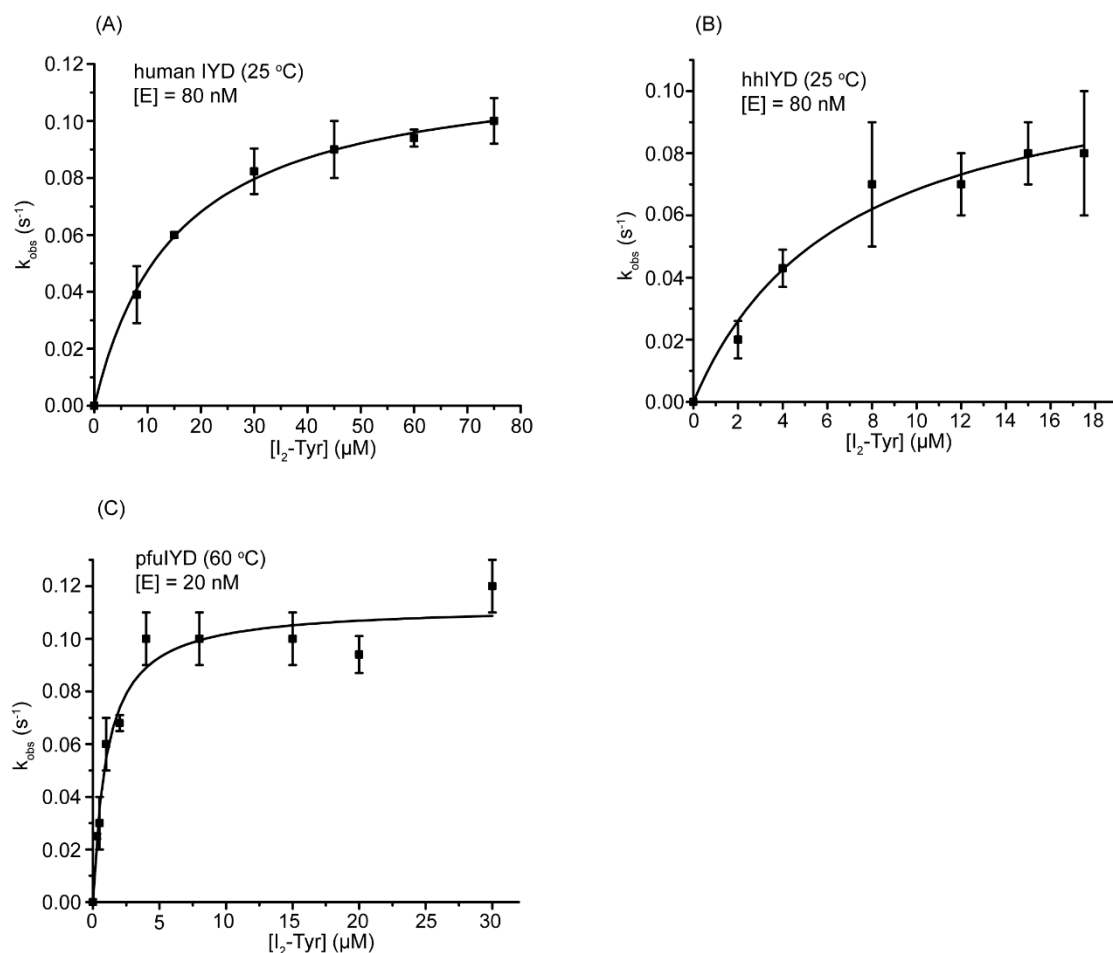 (A)
human IYD (25 °C)
[E] = 80 nM
0.12
0.10
0.08
0.06
0.04
0.02
0.00
k_obs (s⁻¹)
0 10 20 30 40 50 60 70 80
[I₂-Tyr] (µM)
(B)
hhIYD (25 °C)
[E] = 80 nM
0.10
0.08
0.06
0.04
0.02
0.00
k_obs (s⁻¹)
0 2 4 6 8 10 12 14 16 18
[I₂-Tyr] (µM)
(C)
pfuIYD (60 °C)
[E] = 20 nM
0.12
0.10
0.08
0.06
0.04
0.02
0.00
k_obs (s⁻¹)
0 5 10 15 20 25 30
[I₂-Tyr] (µM)